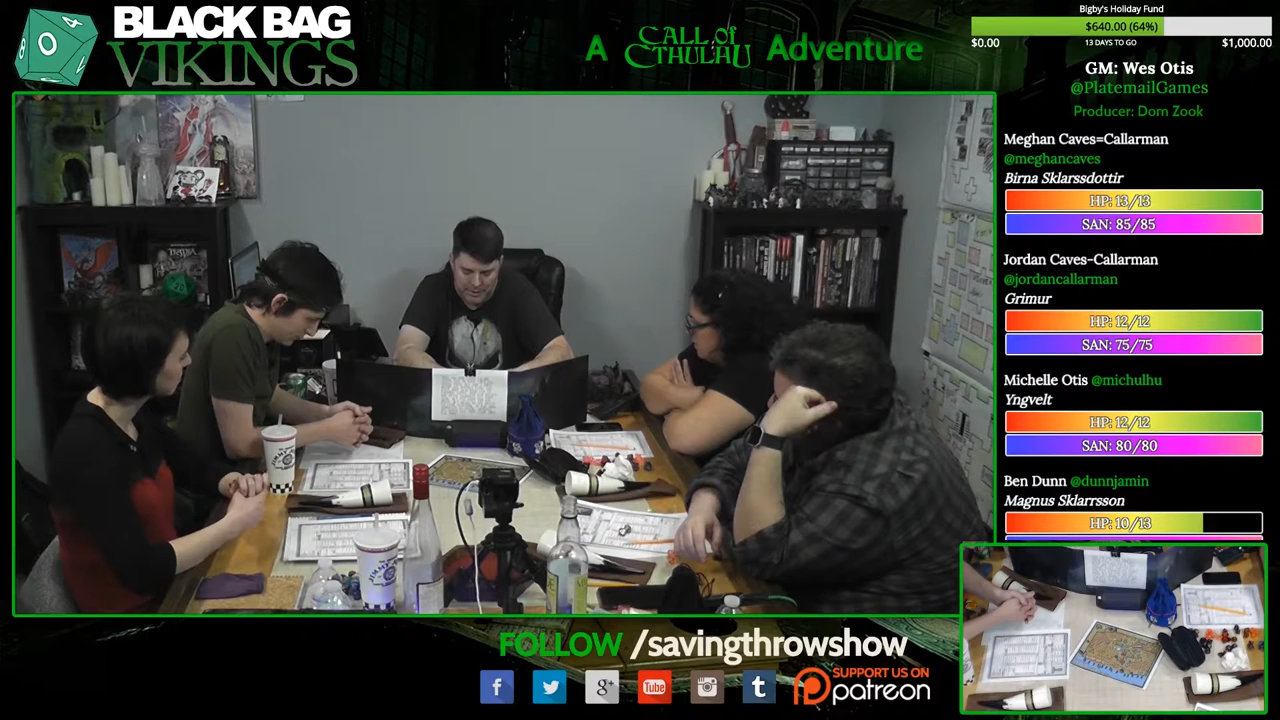 BLACK BAG
VIKINGS
A CALL of CTHULHU Adventure
Bigby's Holiday Fund
$640.00 (64%)
$0.00
13 DAYS TO GO
$1,000.00
GM: Wes Otis
@PlatemailGames
Producer: Dom Zook
Meghan Caves=Callarman
@meghancaves
Birna Sklarssdottir
HP: 13/13
SAN: 85/85
Jordan Caves-Callarman
@jordancallarman
Grimur
HP: 12/12
SAN: 75/75
Michelle Otis @michulhu
Yngvelt
HP: 12/12
SAN: 80/80
Ben Dunn @dunnjamin
Magnus Sklarrsson
HP: 10/13
FOLLOW /savingthrowshow
f
g+
You Tube
t
SUPPORT US ON
patreon